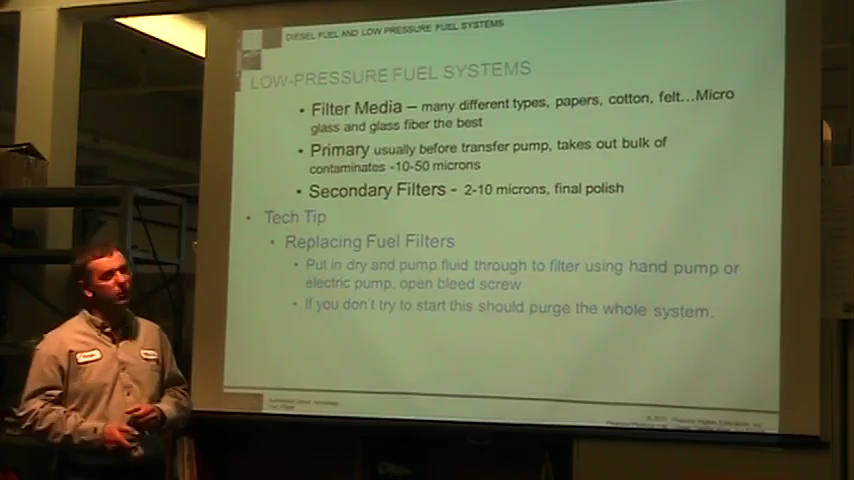 DIESEL FUEL AND LOW PRESSURE FUEL SYSTEMS
LOW-PRESSURE FUEL SYSTEMS
• Filter Media – many different types, papers, cotton, felt…Micro
glass and glass fiber the best
• Primary usually before transfer pump, takes out bulk of
contaminates -10-50 microns
• Secondary Filters - 2-10 microns, final polish
• Tech Tip
• Replacing Fuel Filters
• Put in dry and pump fluid through to filter using hand pump or
electric pump, open bleed screw
• If you don't try to start this should purge the whole system.